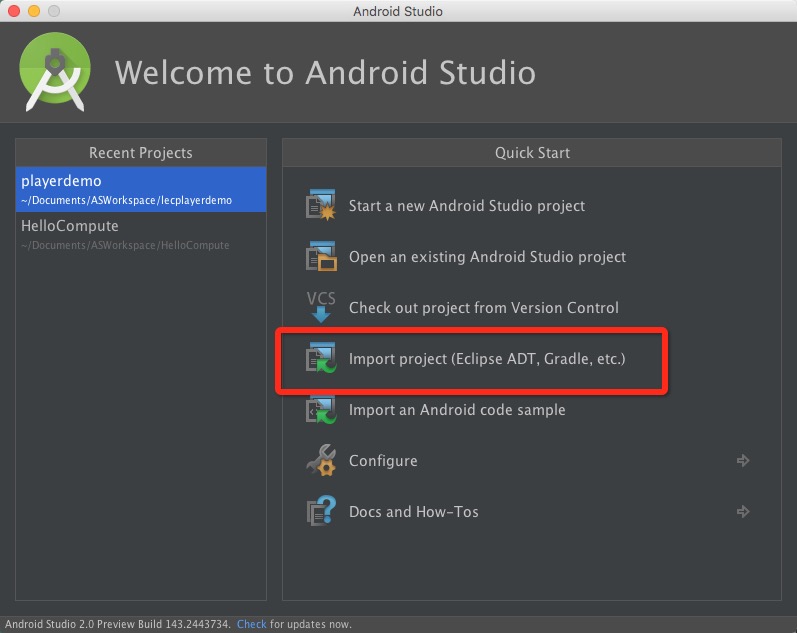 Android Studio
Welcome to Android Studio
Recent Projects
playerdemo
~/Documents/ASWorkspace/lecplayerdemo
HelloCompute
~/Documents/ASWorkspace/HelloCompute
Quick Start
Start a new Android Studio project
Open an existing Android Studio project
VCS
Check out project from Version Control
Import project (Eclipse ADT, Gradle, etc.)
Import an Android code sample
Configure
Docs and How-Tos
Android Studio 2.0 Preview Build 143.2443734. Check for updates now.